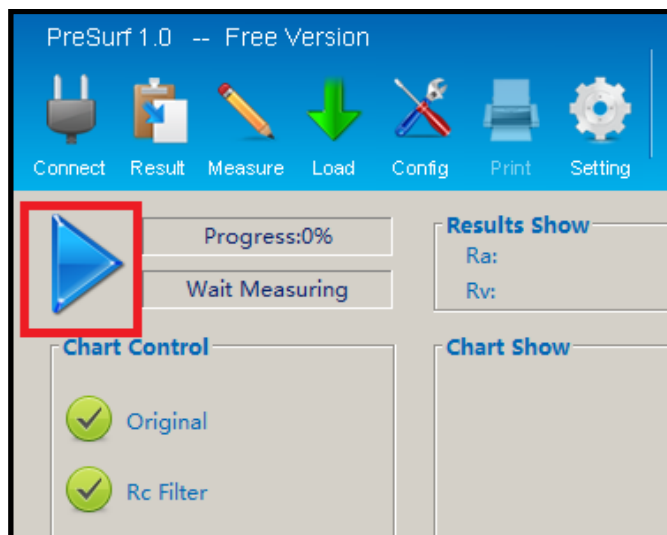 PreSurf 1.0 -- Free Version
Connect Result Measure Load Config Print Setting
Progress:0%
Wait Measuring
Results Show
Ra:
Rv:
Chart Control
Original
Rc Filter
Chart Show